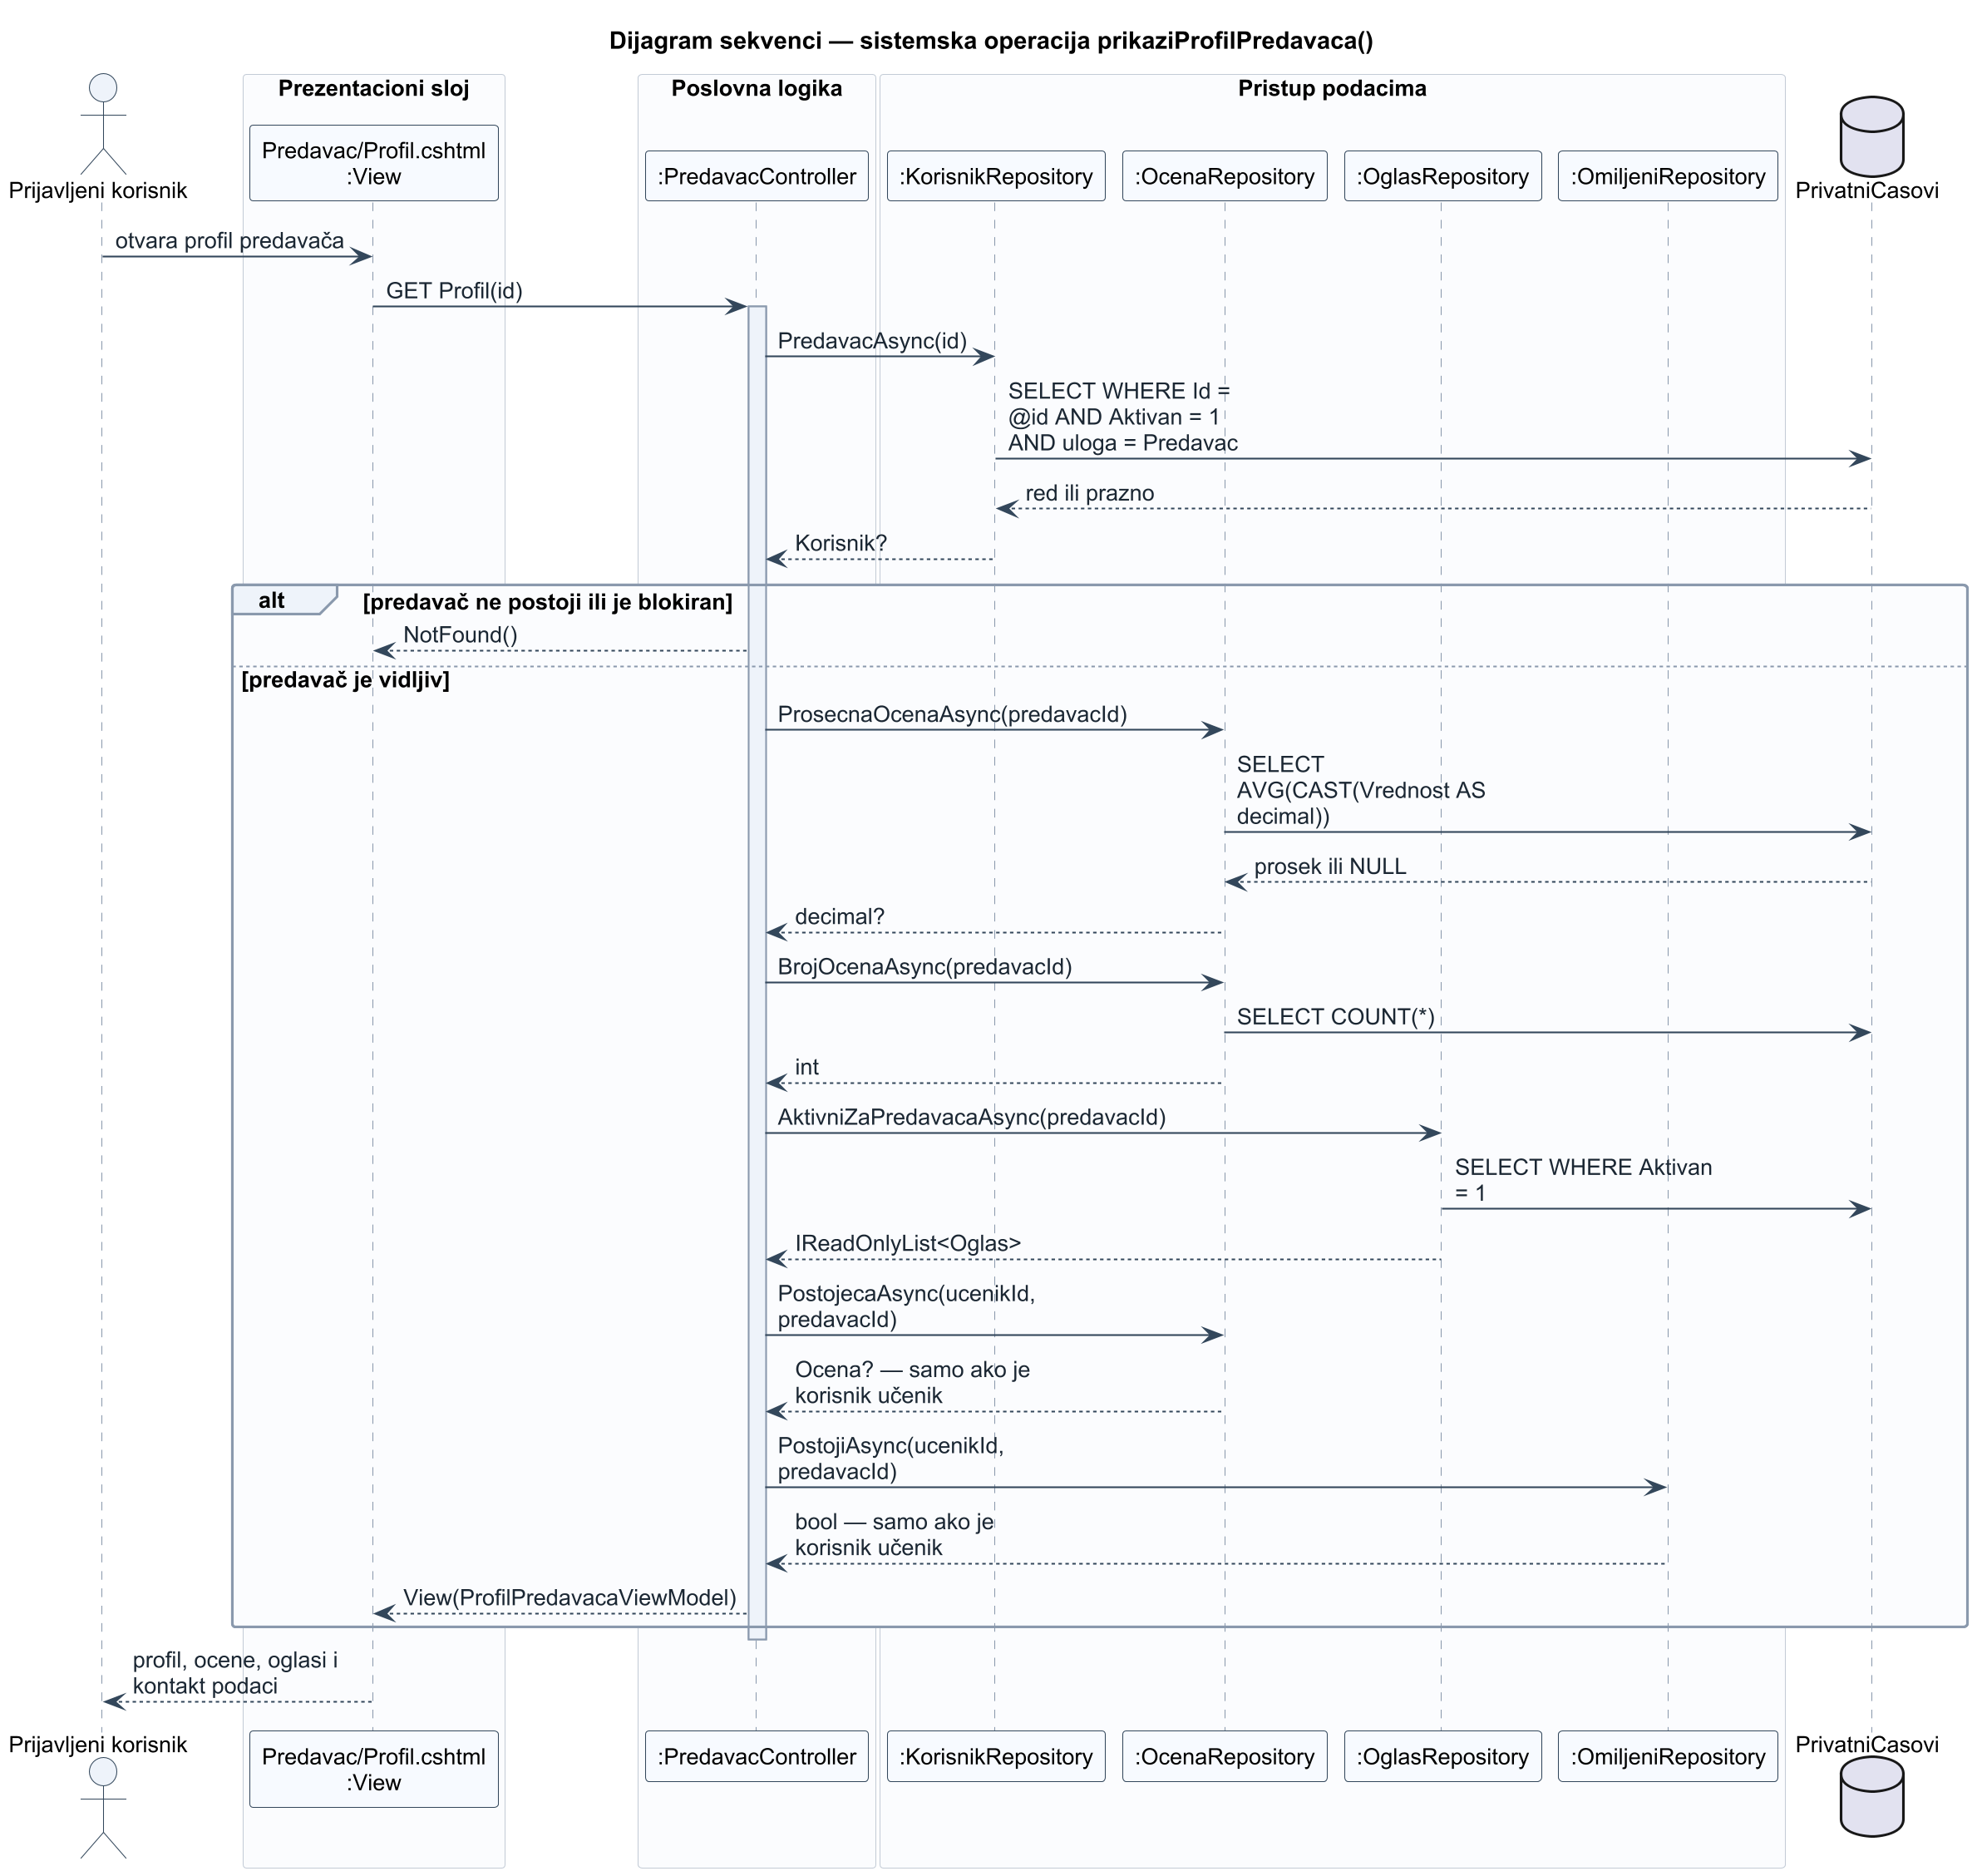 Dijagram sekvenci — sistemska operacija prikaziProfilPredavaca()
Prezentacioni sloj
Poslovna logika
Pristup podacima
Prijavljeni korisnik
Predavac/Profil.cshtml
:View
:PredavacController
:KorisnikRepository
:OcenaRepository
:OglasRepository
:OmiljeniRepository
PrivatniCasovi
otvara profil predavača
GET Profil(id)
PredavacAsync(id)
SELECT WHERE Id =
@id AND Aktivan = 1
AND uloga = Predavac
red ili prazno
Korisnik?
alt
[predavač ne postoji ili je blokiran]
NotFound()
[predavač je vidljiv]
ProsecnaOcenaAsync(predavacId)
SELECT
AVG(CAST(Vrednost AS
decimal))
prosek ili NULL
decimal?
BrojOcenaAsync(predavacId)
SELECT COUNT(*)
int
AktivniZaPredavacaAsync(predavacId)
SELECT WHERE Aktivan
= 1
IReadOnlyList<Oglas>
PostojecaAsync(ucenikId,
predavacId)
Ocena? — samo ako je
korisnik učenik
PostojiAsync(ucenikId,
predavacId)
bool — samo ako je
korisnik učenik
View(ProfilPredavacaViewModel)
profil, ocene, oglasi i
kontakt podaci
Prijavljeni korisnik
Predavac/Profil.cshtml
:View
:PredavacController
:KorisnikRepository
:OcenaRepository
:OglasRepository
:OmiljeniRepository
PrivatniCasovi